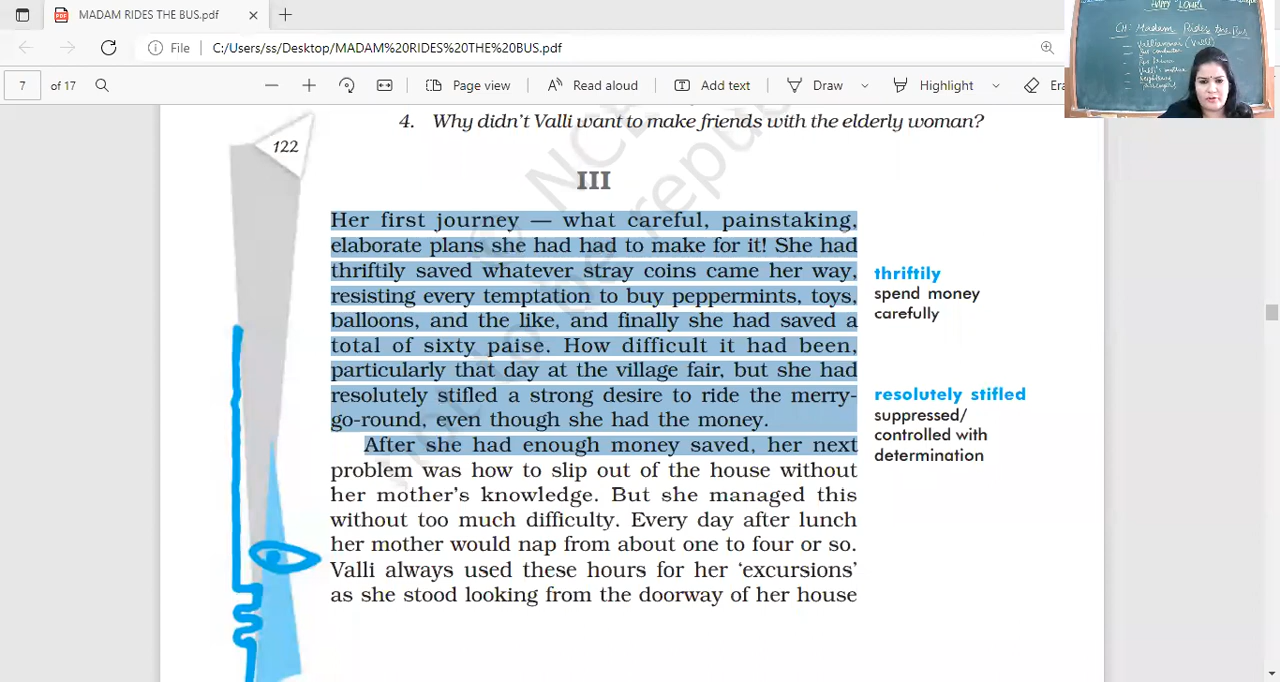 MADAM RIDES THE BUS.pdf
File C:/Users/ss/Desktop/MADAM%20RIDES%20THE%20BUS.pdf
7 of 17 Page view Read aloud Add text Draw Highlight
CH: Madam Rides the Bus
Valliammai (Valli)
4. Why didn't Valli want to make friends with the elderly woman?
122
III
Her first journey — what careful, painstaking,
elaborate plans she had had to make for it! She had
thriftily saved whatever stray coins came her way,
resisting every temptation to buy peppermints, toys,
balloons, and the like, and finally she had saved a
total of sixty paise. How difficult it had been,
particularly that day at the village fair, but she had
resolutely stifled a strong desire to ride the merry-
go-round, even though she had the money.
After she had enough money saved, her next
problem was how to slip out of the house without
her mother's knowledge. But she managed this
without too much difficulty. Every day after lunch
her mother would nap from about one to four or so.
Valli always used these hours for her 'excursions'
as she stood looking from the doorway of her house
thriftily
spend money
carefully
resolutely stifled
suppressed/
controlled with
determination